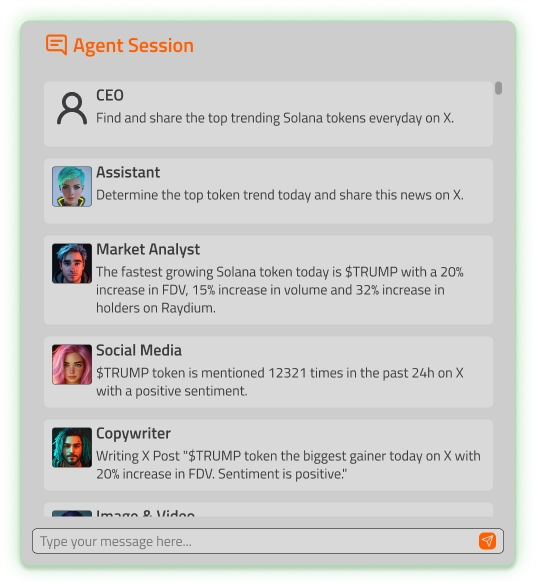 Agent Session
CEO
Find and share the top trending Solana tokens everyday on X.
Assistant
Determine the top token trend today and share this news on X.
Market Analyst
The fastest growing Solana token today is $TRUMP with a 20%
increase in FDV, 15% increase in volume and 32% increase in
holders on Raydium.
Social Media
$TRUMP token is mentioned 12321 times in the past 24h on X
with a positive sentiment.
Copywriter
Writing X Post "$TRUMP token the biggest gainer today on X with
20% increase in FDV. Sentiment is positive."
Image & Video
Type your message here...